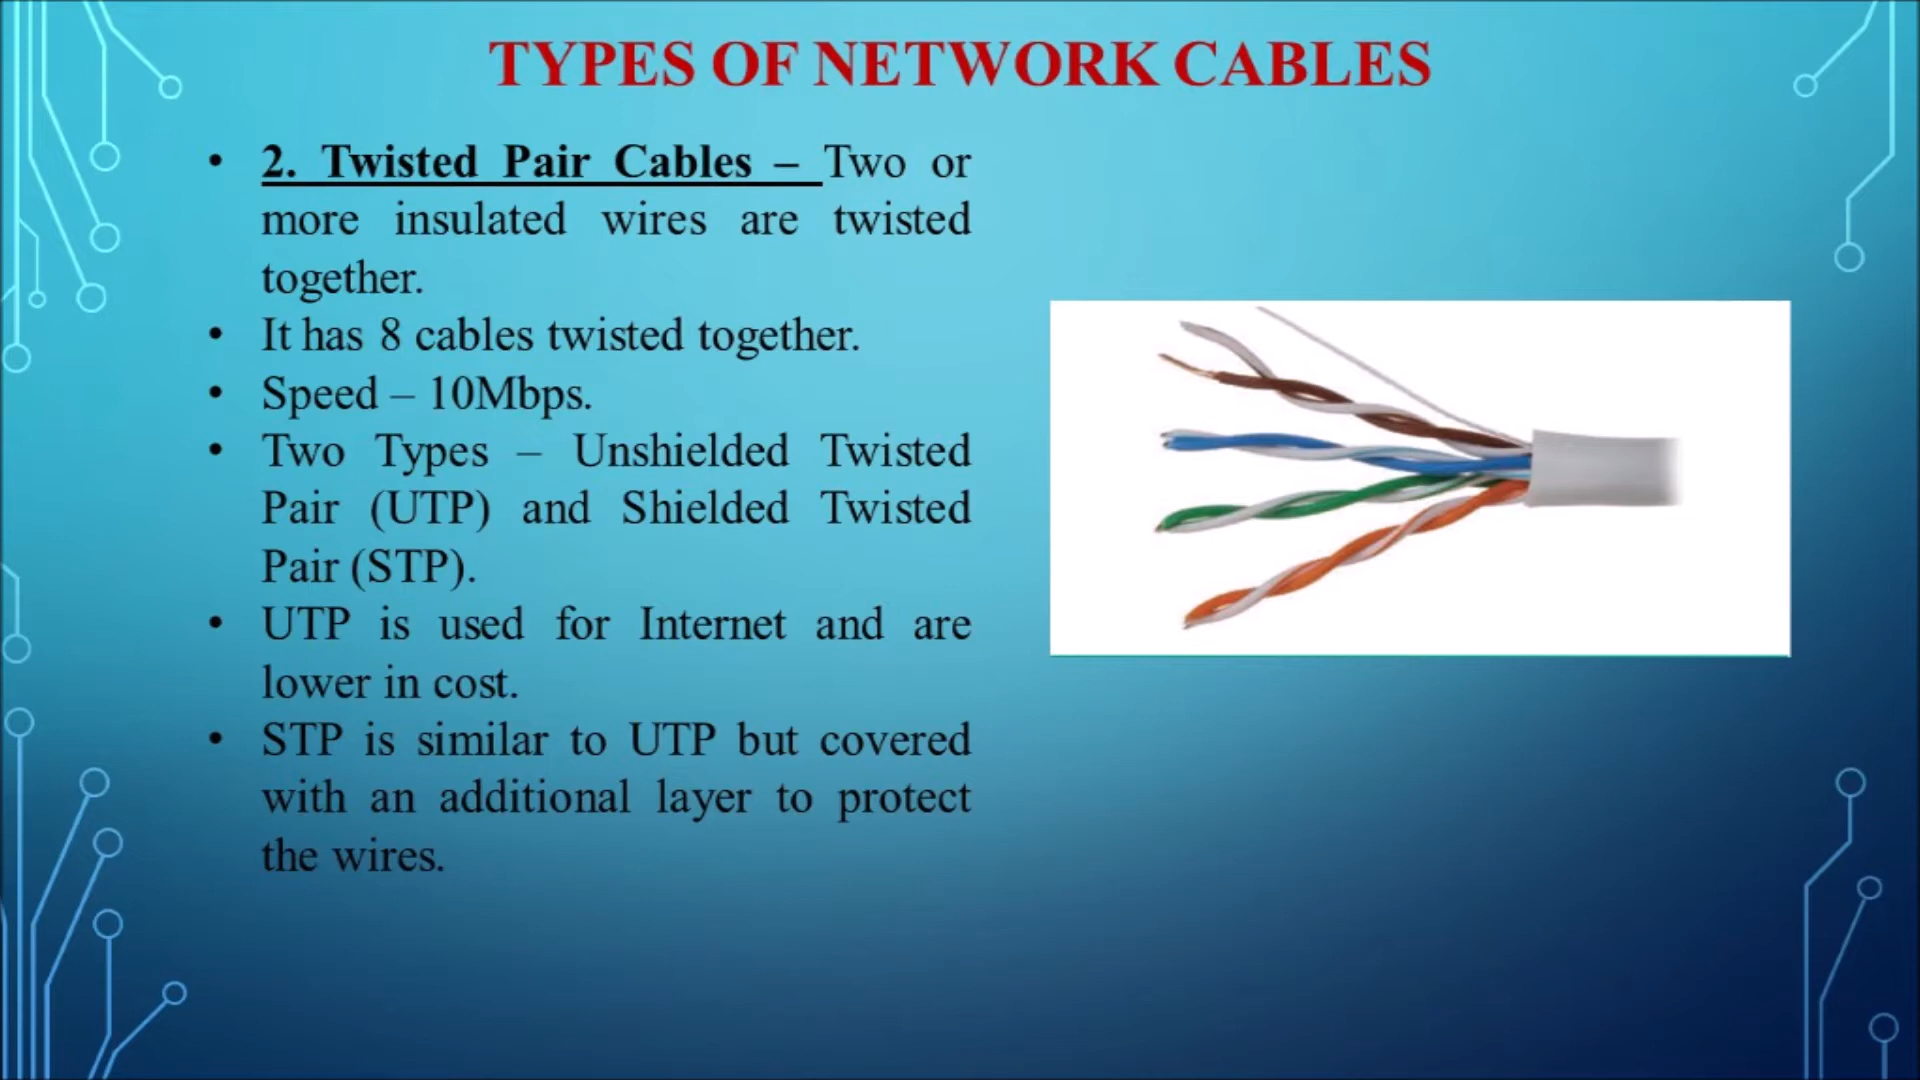 TYPES OF NETWORK CABLES
• 2. Twisted Pair Cables – Two or
more insulated wires are twisted
together.
• It has 8 cables twisted together.
• Speed – 10Mbps.
• Two Types – Unshielded Twisted
Pair (UTP) and Shielded Twisted
Pair (STP).
• UTP is used for Internet and are
lower in cost.
• STP is similar to UTP but covered
with an additional layer to protect
the wires.